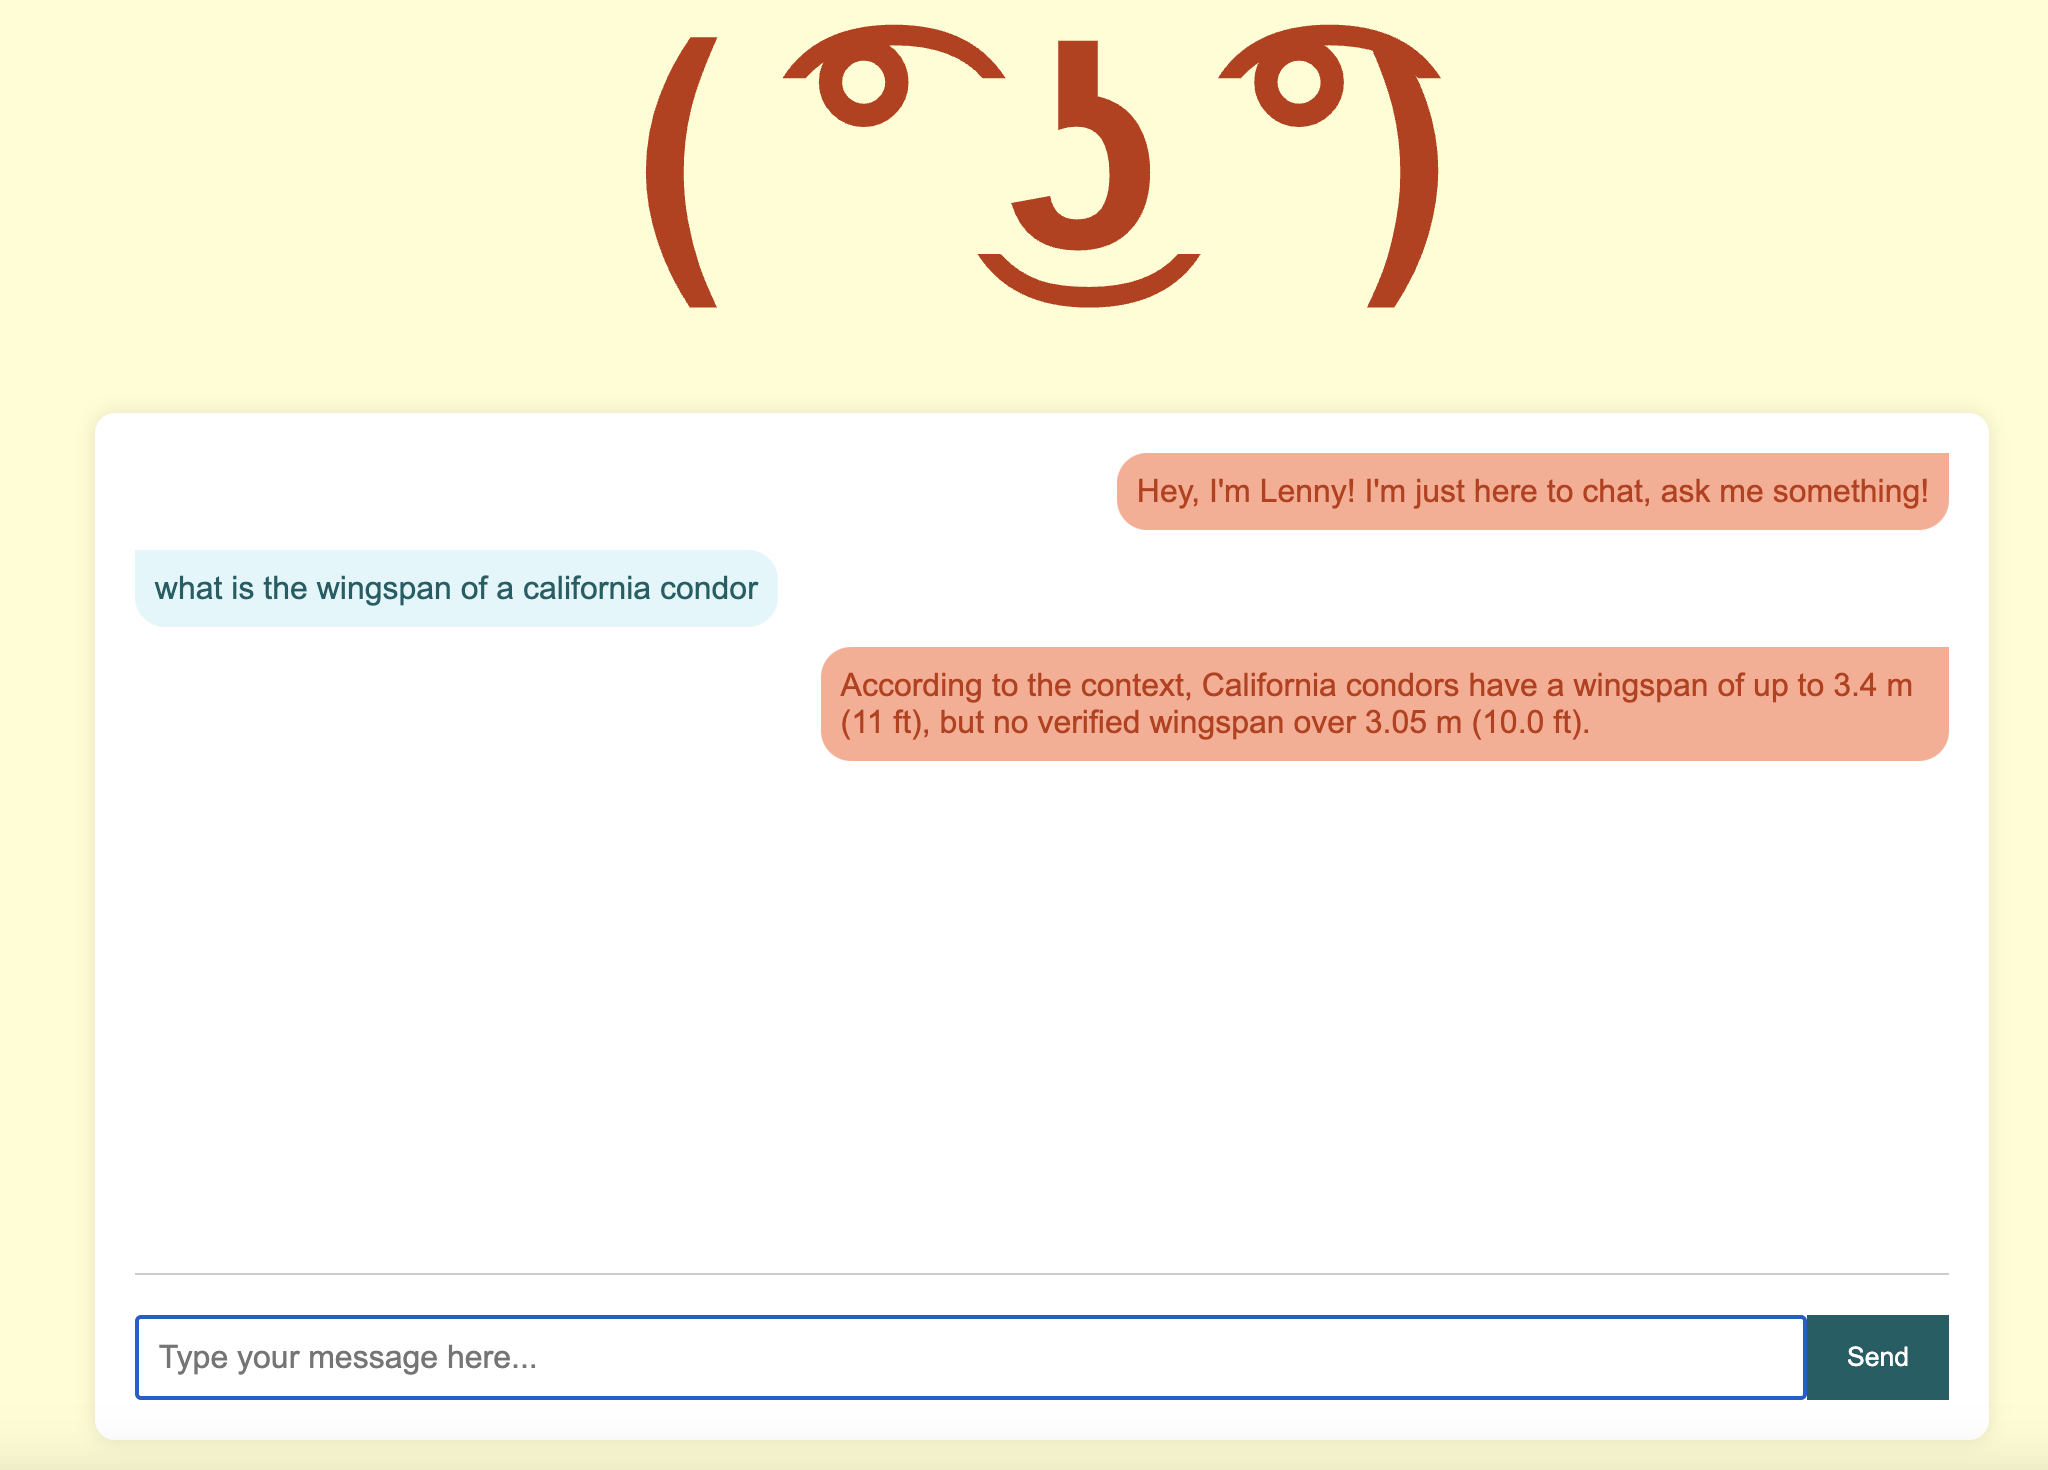 ( ͡° ͜ʖ ͡°)
Hey, I'm Lenny! I'm just here to chat, ask me something!
what is the wingspan of a california condor
According to the context, California condors have a wingspan of up to 3.4 m
(11 ft), but no verified wingspan over 3.05 m (10.0 ft).
Type your message here...
Send